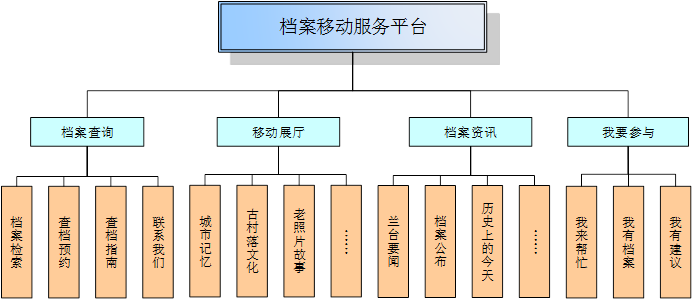 档案移动服务平台
档案查询
移动展厅
档案资讯
我要参与
档案检索
查档预约
查档指南
联系我们
城市记忆
古村落文化
老照片故事
……
兰台要闻
档案公布
历史上的今天
……
我来帮忙
我有档案
我有建议